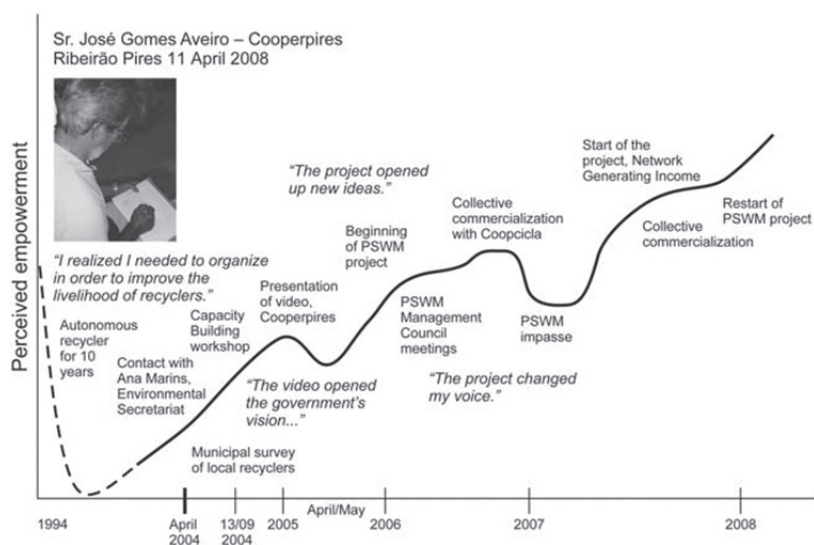 Sr. José Gomes Aveiro – Cooperpires
Ribeirão Pires 11 April 2008
Perceived empowerment
"I realized I needed to organize
in order to improve the
livelihood of recyclers."
Autonomous
recycler
for 10
years
Contact with
Ana Marins,
Environmental
Secretariat
Capacity
Building
workshop
Municipal survey
of local recyclers
Presentation
of video,
Cooperpires
"The video opened
the government's
vision..."
"The project opened
up new ideas."
Beginning
of PSWM
project
PSWM
Management
Council
meetings
Collective
commercialization
with Coopcicla
"The project changed
my voice."
PSWM
impasse
Start of the
project, Network
Generating Income
Collective
commercialization
Restart of
PSWM project
1994
April
2004
13/09
2004
2005
April/May
2006
2007
2008